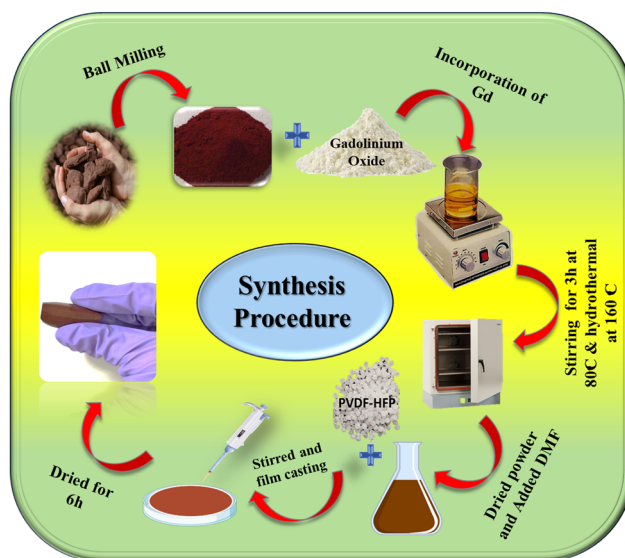 Ball Milling
Gadolinium
Oxide
Incorporation of
Gd
Stirring for 3h at
80C & hydrothermal
at 160 C
Synthesis
Procedure
PVDF-HFP
Dried powder
and Added DMF
Stirred and
film casting
Dried for
6h